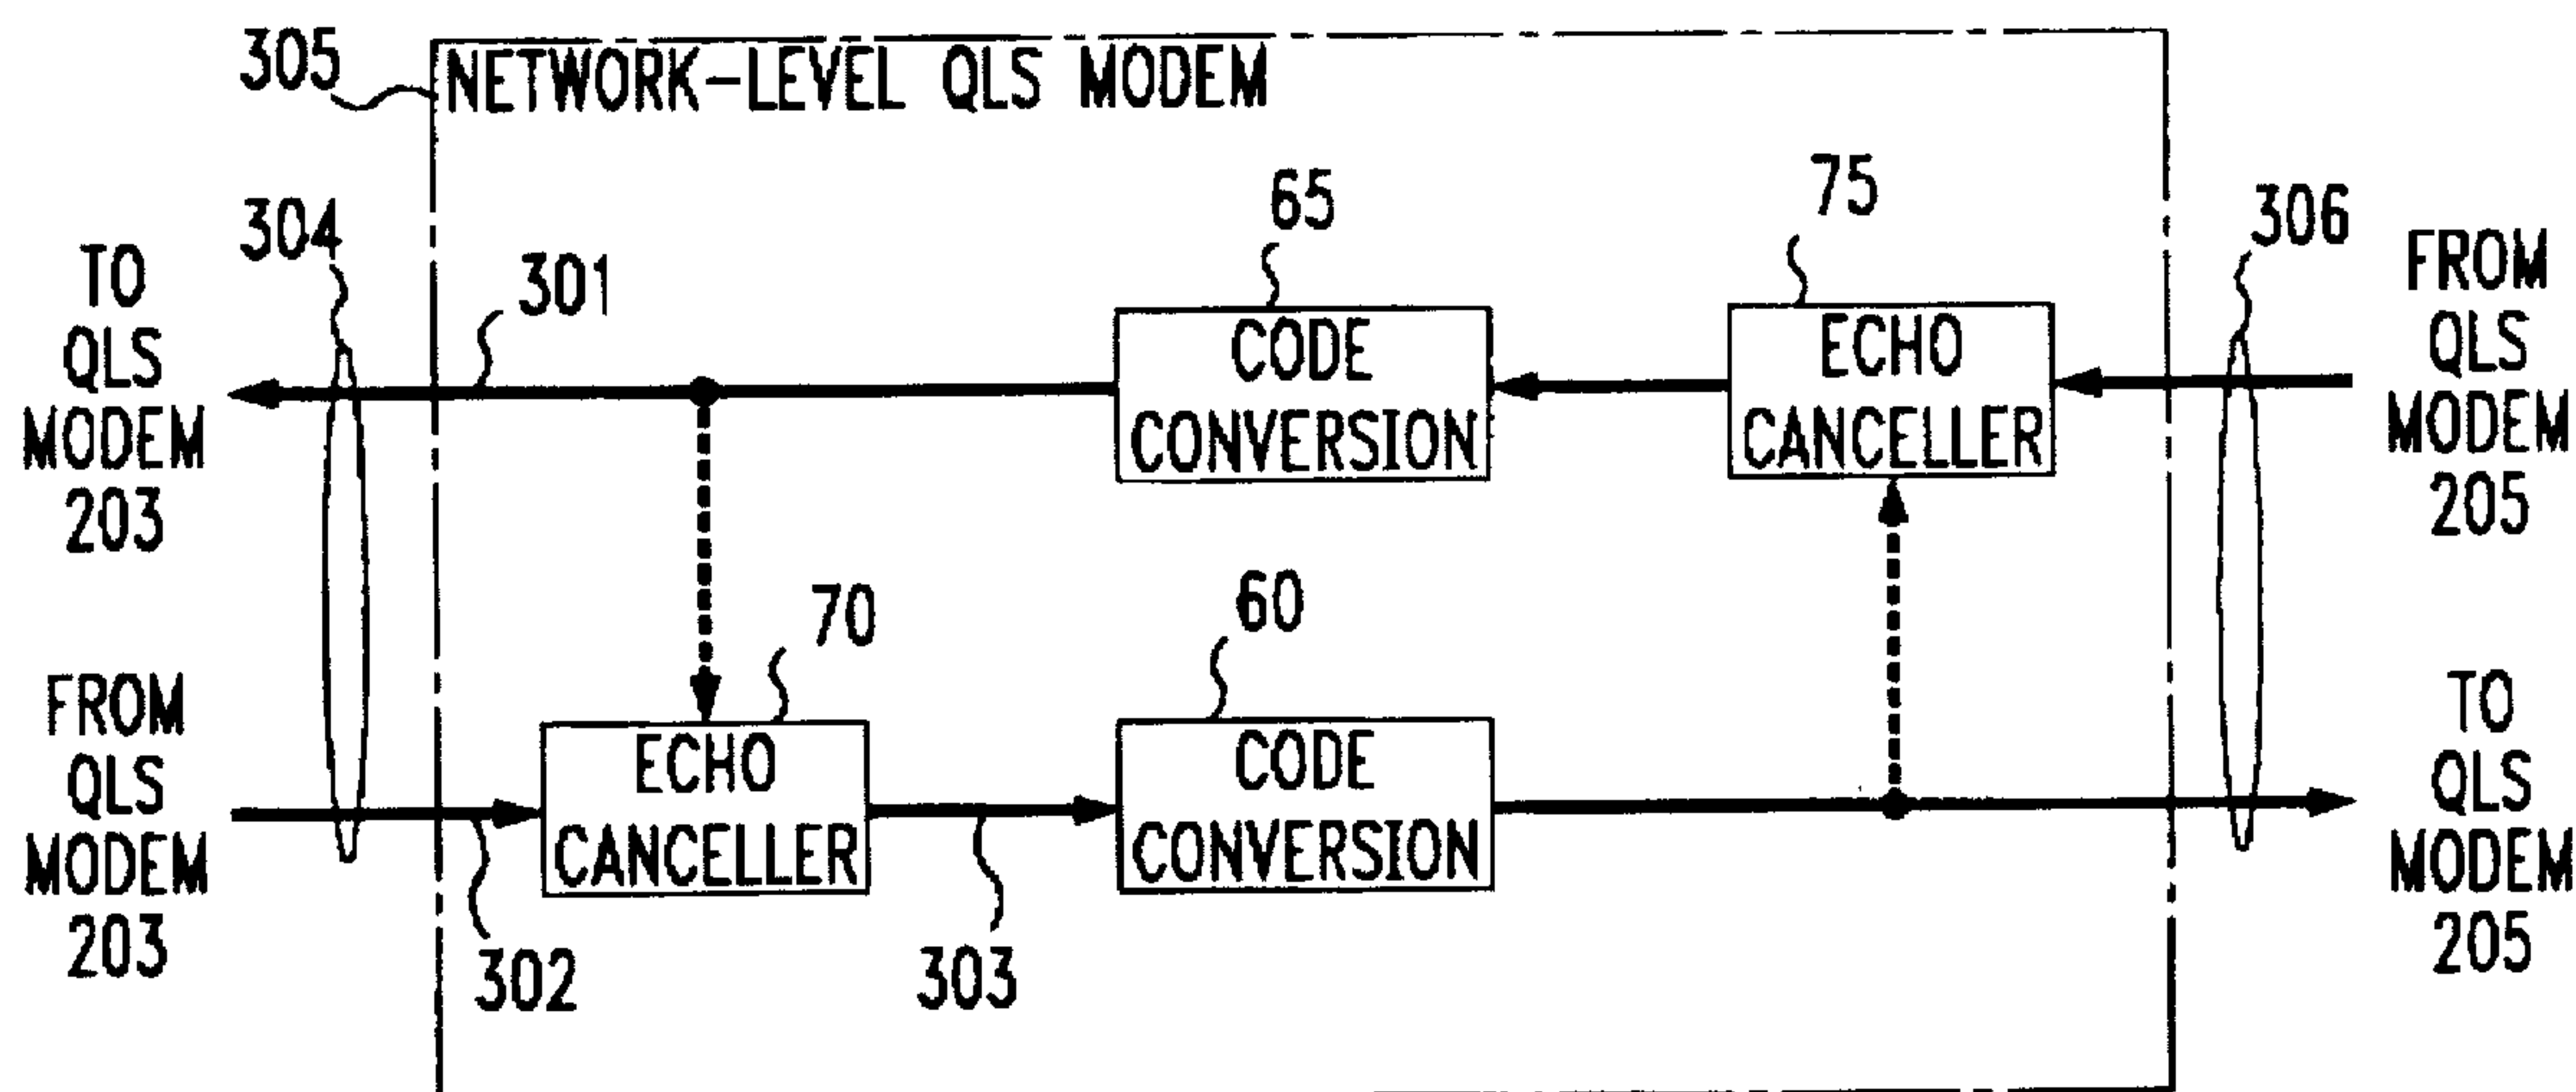 305
NETWORK-LEVEL QLS MODEM
304
301
65
75
306
TO
QLS
MODEM
203
CODE
CONVERSION
ECHO
CANCELLER
FROM
QLS
MODEM
205
70
60
FROM
QLS
MODEM
203
ECHO
CANCELLER
CODE
CONVERSION
TO
QLS
MODEM
205
302
303